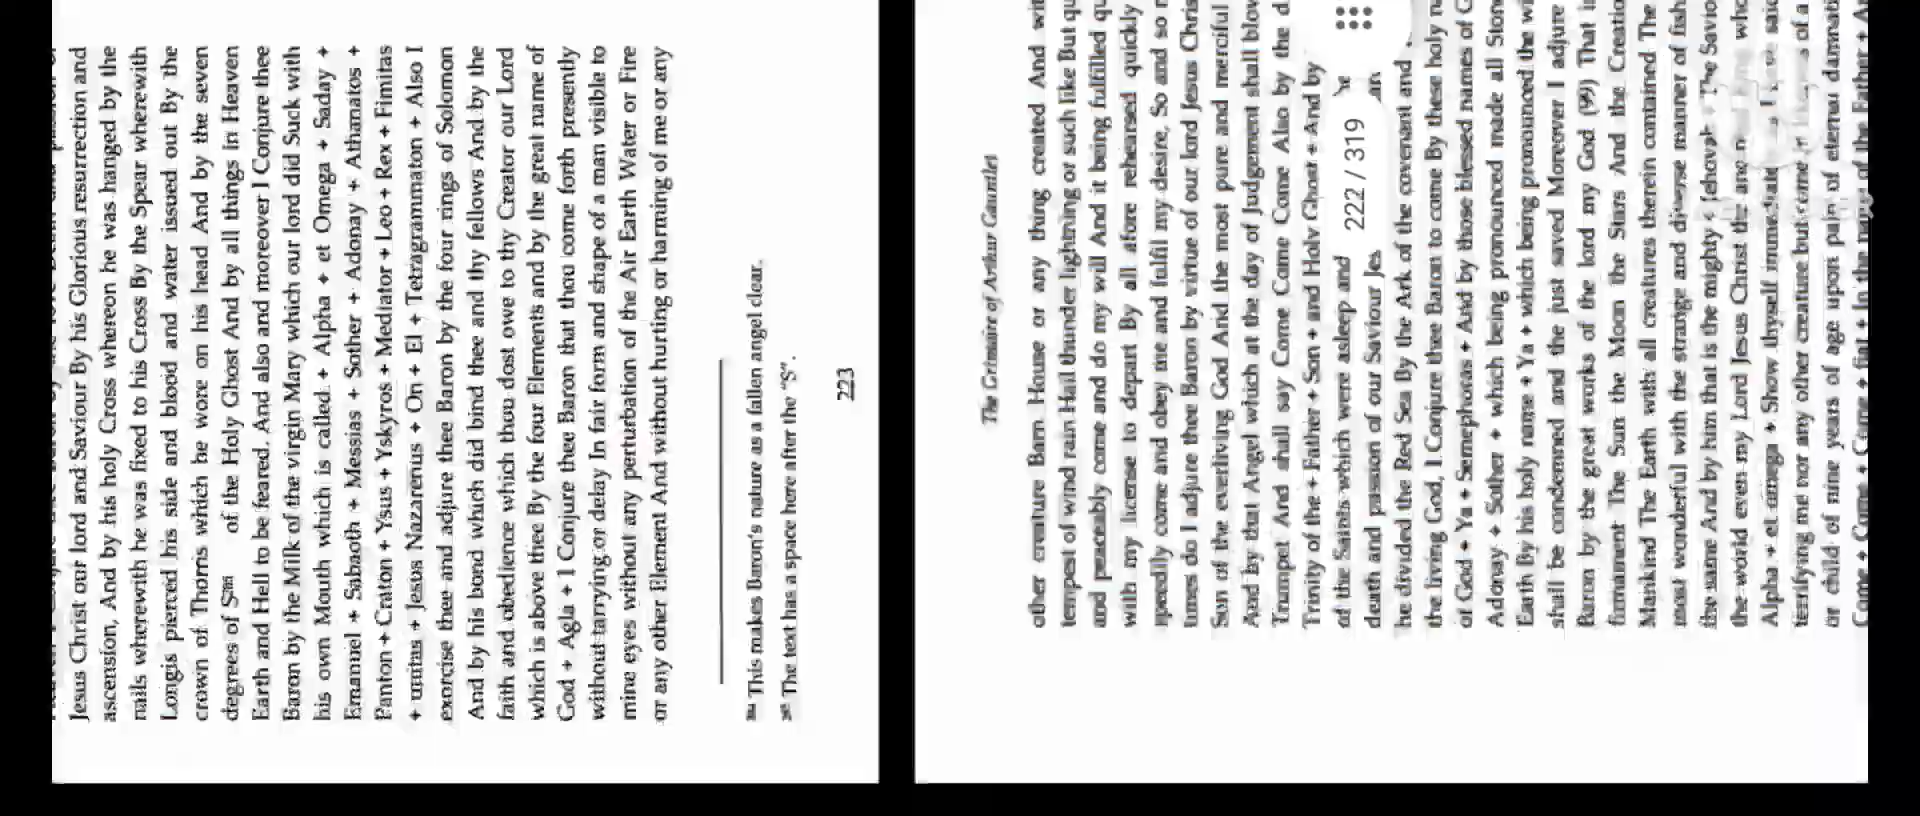 Jesus Christ our lord and Saviour By his Glorious resurrection and
ascension, And by his holy Cross whereon he was hanged by the
nails wherewith he was fixed to his Cross By the Spear wherewith
Longis pierced his side and blood and water issued out By the
crown of Thorns which he wore on his head And by the seven
degrees of of the Holy Ghost And by all things in Heaven
Earth and Hell to be feared. And also and moreover I Conjure thee
Baron by the Milk of the virgin Mary which our lord did Suck with
his own Mouth which is called + Alpha + et Omega + Saday +
Emanuel + Sabaoth + Messias + Sother + Adonay + Athanatos +
Panton + Craton + Ysus + Yskyros + Mediator + Leo + Rex + Fimitas
+ unitas + Jesus Nazarenus + On + El + Tetragrammaton + Also I
exorcise thee and adjure thee Baron by the four rings of Solomon
And by his bond which did bind thee and thy fellows And by the
faith and obedience which thou dost owe to thy Creator our Lord
which is above thee By the four Elements and by the great name of
God + Agla + I Conjure thee Baron that thou come forth presently
without tarrying or delay In fair form and shape of a man visible to
mine eyes without any perturbation of the Air Earth Water or Fire
or any other Element And without hurting or harming of me or any
This makes Baron's nature as a fallen angel clear.
The text has a space here after the "S".
223
The Grimoire of Arthur Gauntlet
other creature Barn House or any thing created And
tempest of wind rain Hail thunder lightning or such like But
and peaceably come and do my will And it being fulfilled
with my license to depart By all afore rehearsed quickly
speedily come and obey me and fulfil my desire, So and so
times do I adjure thee Baron by virtue of our lord Jesus
Son of the everliving God And the most pure and merciful
And by that Angel which at the day of Judgement shall
Trumpet And shall say Come Come Come Also by the
Trinity of the + Father + Son + and Holy Ghost + And by
of the Saints which were asleep and
death and passion of our Saviour
he divided the Red Sea By the Ark of the covenant and
the living God, I Conjure thee Baron to come By these holy
of God + Ya + Semephoras + And by those blessed names of
Adonay + Sother + which being pronounced made all
Earth By his holy name + Ya + which being pronounced the
shall be condemned and the just saved Moreover I adjure
Baron by the great works of the lord my God (99) That
firmament The Sun the Moon the Stars And the
Mankind The Earth with all creatures therein contained The
most wonderful with the strange and diverse manner of
the same And by him that is the mighty + Jehovah + The
the world even my Lord Jesus Christ the
Alpha + et omega + Show thyself
terrifying me nor any other creature but come
or child of nine years of age upon pain of eternal
Come + Come + Come + fiat + In the name of the Father +
222 / 319